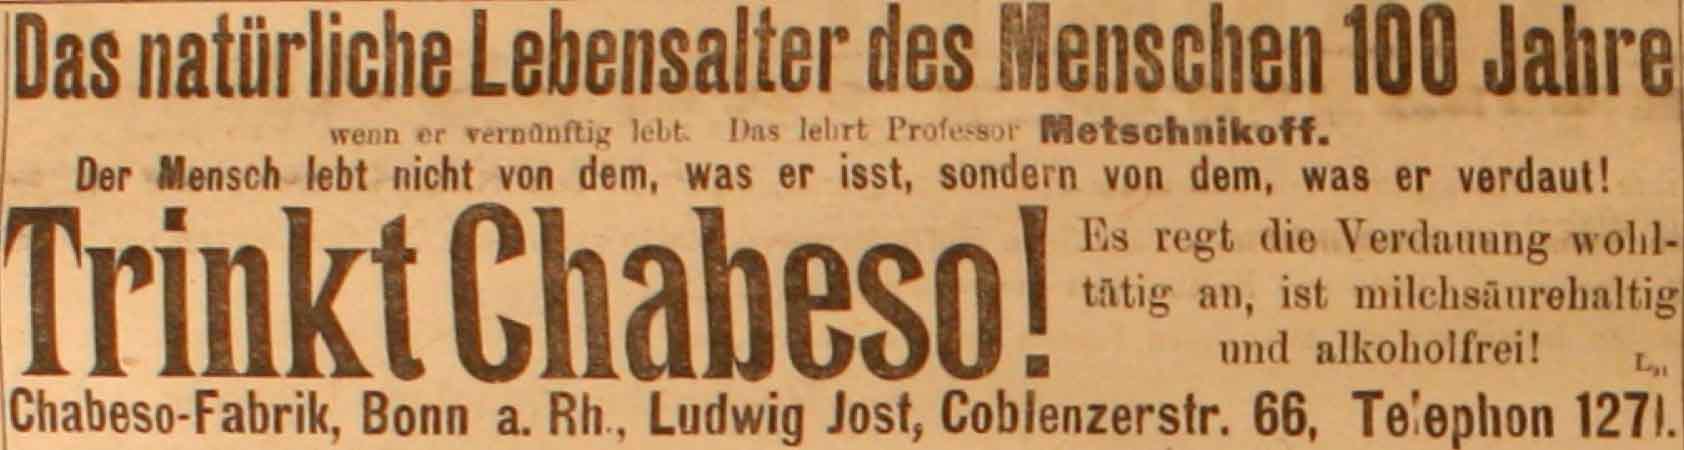 Das natürliche Lebensalter des Menschen 100 Jahre
wenn er vernünftig lebt. Das lehrt Professor Metschnikoff.
Der Mensch lebt nicht von dem, was er isst, sondern von dem, was er verdaut!
Trinkt Chabeso!
Es regt die Verdauung wohl-
tätig an, ist milchsäurehaltig
und alkoholfrei!
Chabeso-Fabrik, Bonn a. Rh., Ludwig Jost, Coblenzerstr. 66, Telephon